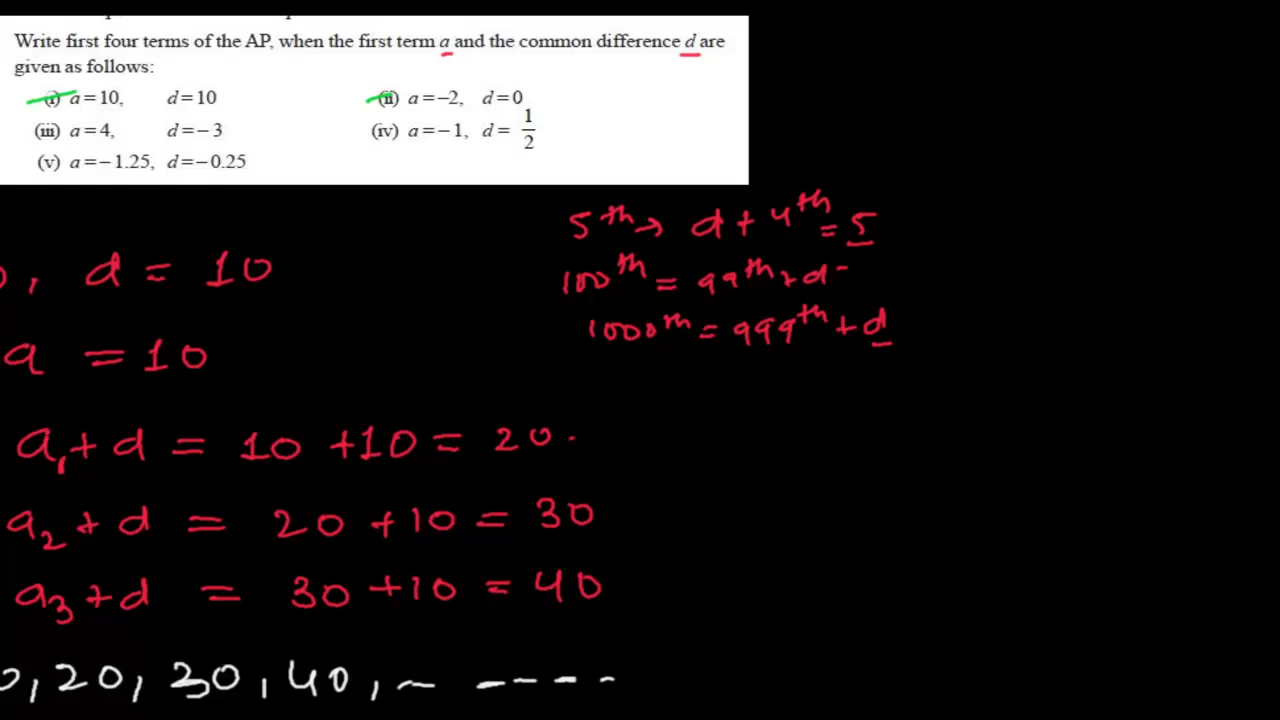 Write first four terms of the AP, when the first term a and the common difference d are
given as follows:
(i) a = 10, d = 10 (ii) a = –2, d = 0
(iii) a = 4, d = – 3 (iv) a = – 1, d = 1/2
(v) a = – 1.25, d = – 0.25
5th → d + 4th = 5
100th = 99th + d
1000th = 999th + d
, d = 10
a = 10
a1 + d = 10 + 10 = 20
a2 + d = 20 + 10 = 30
a3 + d = 30 + 10 = 40
0, 20, 30, 40, ~ ----